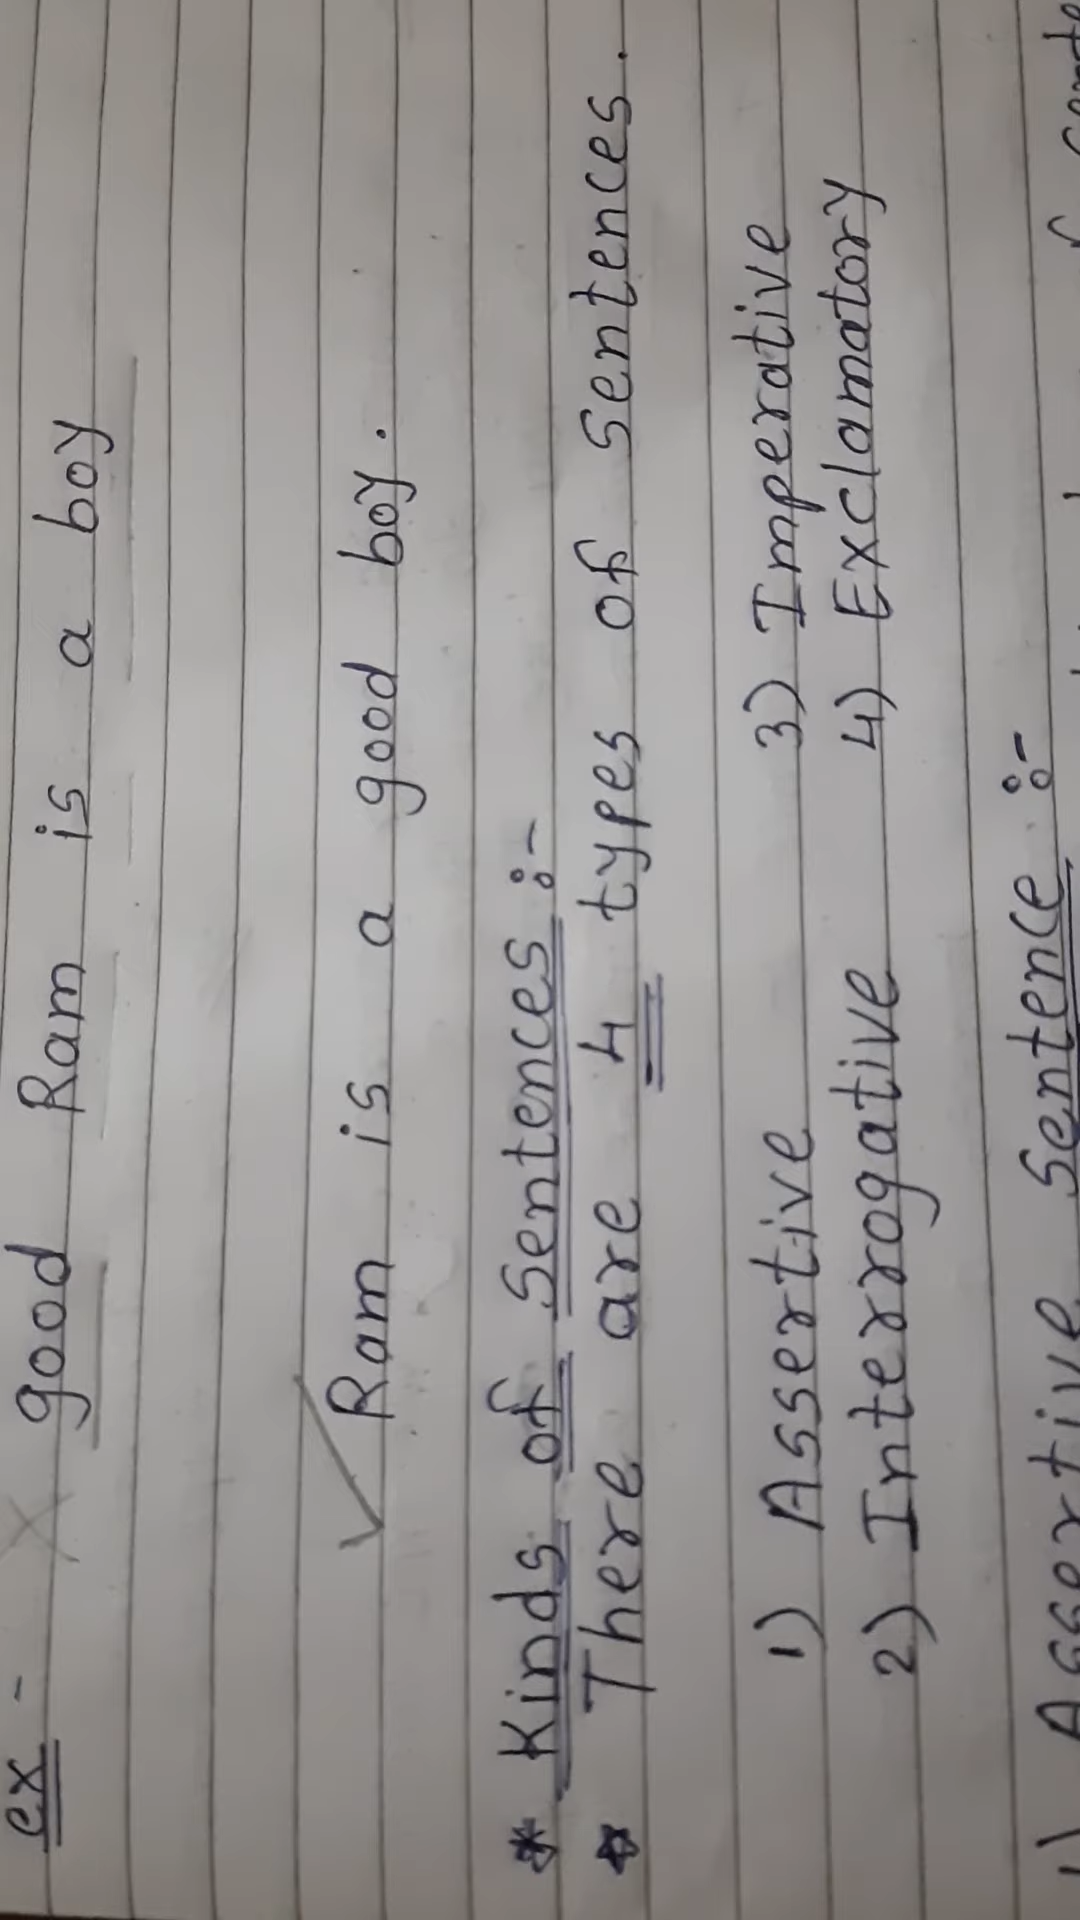 ex - good Ram is a boy
Ram is a good boy.
* Kinds of Sentences :-
* There are 4 types of Sentences.
1) Assertive 3) Imperative
2) Interrogative 4) Exclamatory
1) Assertive Sentence :-